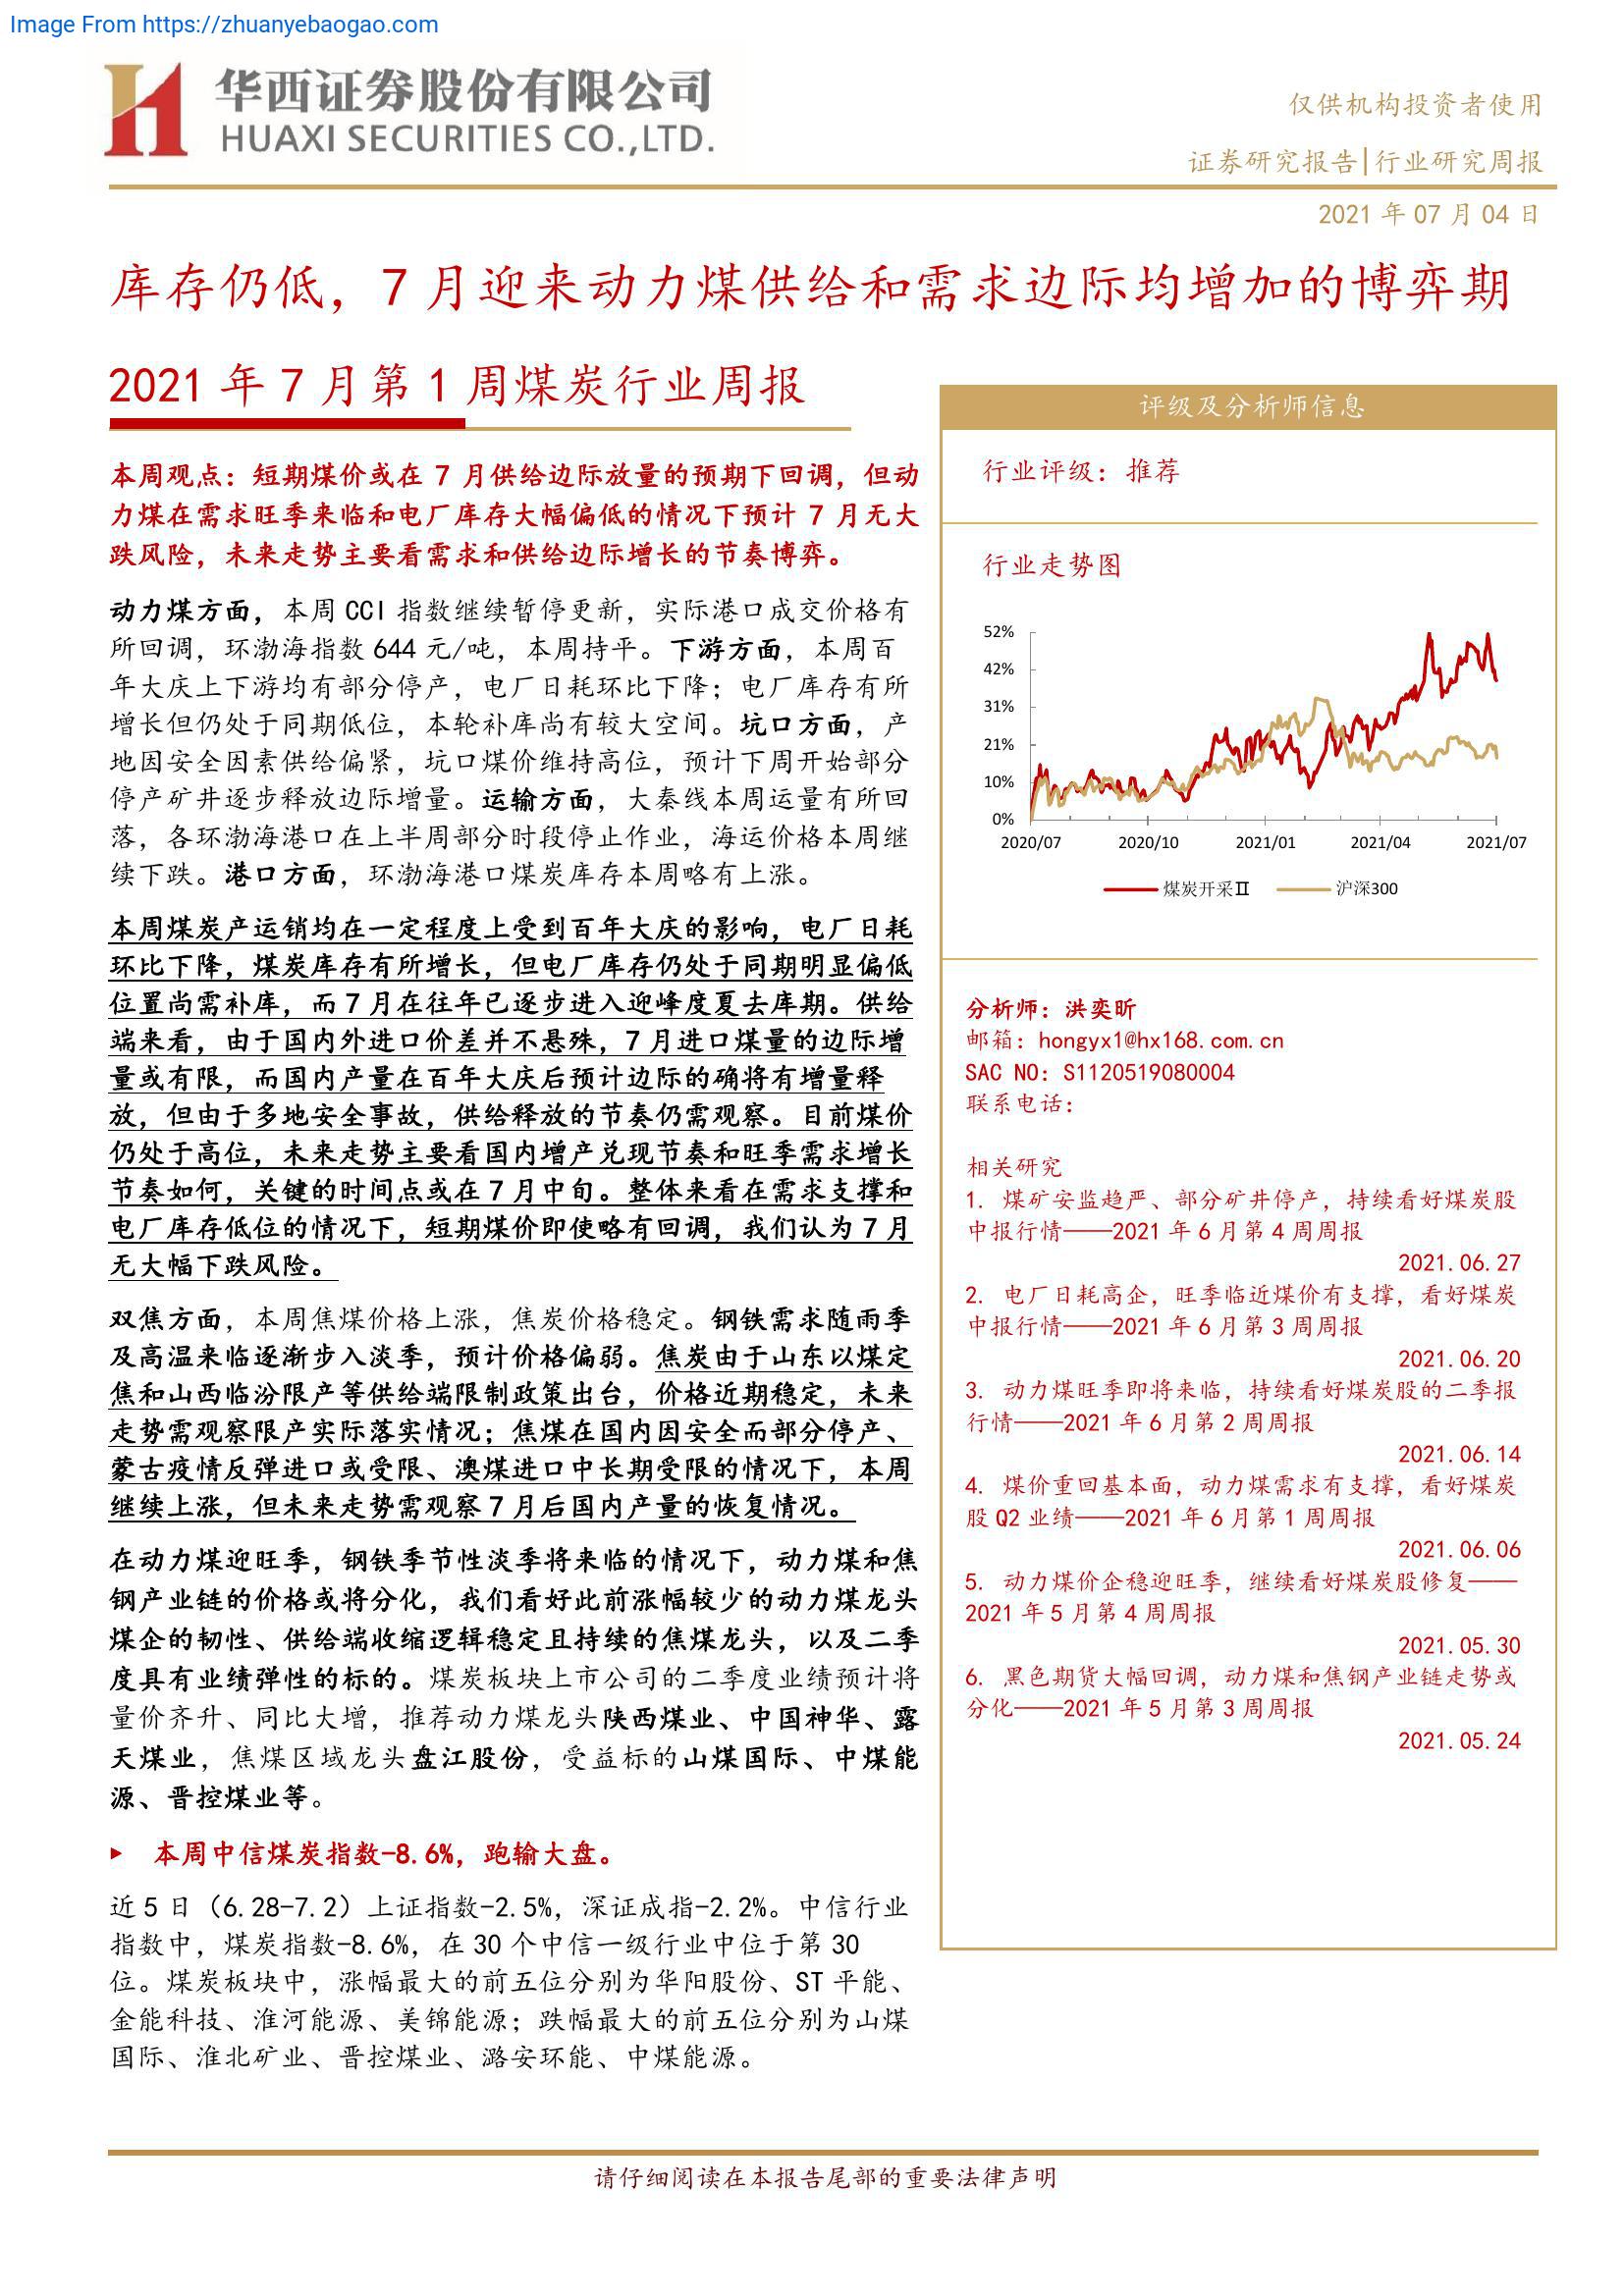 Image From https://zhuanyebaogao.com
华西证券股份有限公司
HUAXI SECURITIES CO.,LTD.
仅供机构投资者使用
证券研究报告|行业研究周报
2021 年 07 月 04 日
库存仍低，7 月迎来动力煤供给和需求边际均增加的博弈期
2021 年 7 月第 1 周煤炭行业周报
本周观点：短期煤价或在 7 月供给边际放量的预期下回调，但动
力煤在需求旺季来临和电厂库存大幅偏低的情况下预计 7 月无大
跌风险，未来走势主要看需求和供给边际增长的节奏博弈。
动力煤方面，本周 CCI 指数继续暂停更新，实际港口成交价格有
所回调，环渤海指数 644 元/吨，本周持平。下游方面，本周百
年大庆上下游均有部分停产，电厂日耗环比下降；电厂库存有所
增长但仍处于同期低位，本轮补库尚有较大空间。坑口方面，产
地因安全因素供给偏紧，坑口煤价维持高位，预计下周开始部分
停产矿井逐步释放边际增量。运输方面，大秦线本周运量有所回
落，各环渤海港口在上半周部分时段停止作业，海运价格本周继
续下跌。港口方面，环渤海港口煤炭库存本周略有上涨。
本周煤炭产运销均在一定程度上受到百年大庆的影响，电厂日耗
环比下降，煤炭库存有所增长，但电厂库存仍处于同期明显偏低
位置尚需补库，而 7 月在往年已逐步进入迎峰度夏去库期。供给
端来看，由于国内外进口价差并不悬殊，7 月进口煤量的边际增
量或有限，而国内产量在百年大庆后预计边际的确将有增量释
放，但由于多地安全事故，供给释放的节奏仍需观察。目前煤价
仍处于高位，未来走势主要看国内增产兑现节奏和旺季需求增长
节奏如何，关键的时间点或在 7 月中旬。整体来看在需求支撑和
电厂库存低位的情况下，短期煤价即使略有回调，我们认为 7 月
无大幅下跌风险。
双焦方面，本周焦煤价格上涨，焦炭价格稳定。钢铁需求随雨季
及高温来临逐渐步入淡季，预计价格偏弱。焦炭由于山东以煤定
焦和山西临汾限产等供给端限制政策出台，价格近期稳定，未来
走势需观察限产实际落实情况；焦煤在国内因安全而部分停产、
蒙古疫情反弹进口或受限、澳煤进口中长期受限的情况下，本周
继续上涨，但未来走势需观察 7 月后国内产量的恢复情况。
在动力煤迎旺季，钢铁季节性淡季将来临的情况下，动力煤和焦
钢产业链的价格或将分化，我们看好此前涨幅较少的动力煤龙头
煤企的韧性、供给端收缩逻辑稳定且持续的焦煤龙头，以及二季
度具有业绩弹性的标的。煤炭板块上市公司的二季度业绩预计将
量价齐升、同比大增，推荐动力煤龙头陕西煤业、中国神华、露
天煤业，焦煤区域龙头盘江股份，受益标的山煤国际、中煤能
源、晋控煤业等。
▶ 本周中信煤炭指数-8.6%，跑输大盘。
近 5 日（6.28-7.2）上证指数-2.5%，深证成指-2.2%。中信行业
指数中，煤炭指数-8.6%，在 30 个中信一级行业中位于第 30
位。煤炭板块中，涨幅最大的前五位分别为华阳股份、ST 平能、
金能科技、淮河能源、美锦能源；跌幅最大的前五位分别为山煤
国际、淮北矿业、晋控煤业、潞安环能、中煤能源。
评级及分析师信息
行业评级：推荐
行业走势图
52%
42%
31%
21%
10%
0%
2020/07 2020/10 2021/01 2021/04 2021/07
煤炭开采Ⅱ 沪深300
分析师：洪奕昕
邮箱：hongyx1@hx168.com.cn
SAC NO：S1120519080004
联系电话：
相关研究
1. 煤矿安监趋严、部分矿井停产，持续看好煤炭股
中报行情——2021 年 6 月第 4 周周报
2021.06.27
2. 电厂日耗高企，旺季临近煤价有支撑，看好煤炭
中报行情——2021 年 6 月第 3 周周报
2021.06.20
3. 动力煤旺季即将来临，持续看好煤炭股的二季报
行情——2021 年 6 月第 2 周周报
2021.06.14
4. 煤价重回基本面，动力煤需求有支撑，看好煤炭
股 Q2 业绩——2021 年 6 月第 1 周周报
2021.06.06
5. 动力煤价企稳迎旺季，继续看好煤炭股修复——
2021 年 5 月第 4 周周报
2021.05.30
6. 黑色期货大幅回调，动力煤和焦钢产业链走势或
分化——2021 年 5 月第 3 周周报
2021.05.24
请仔细阅读在本报告尾部的重要法律声明